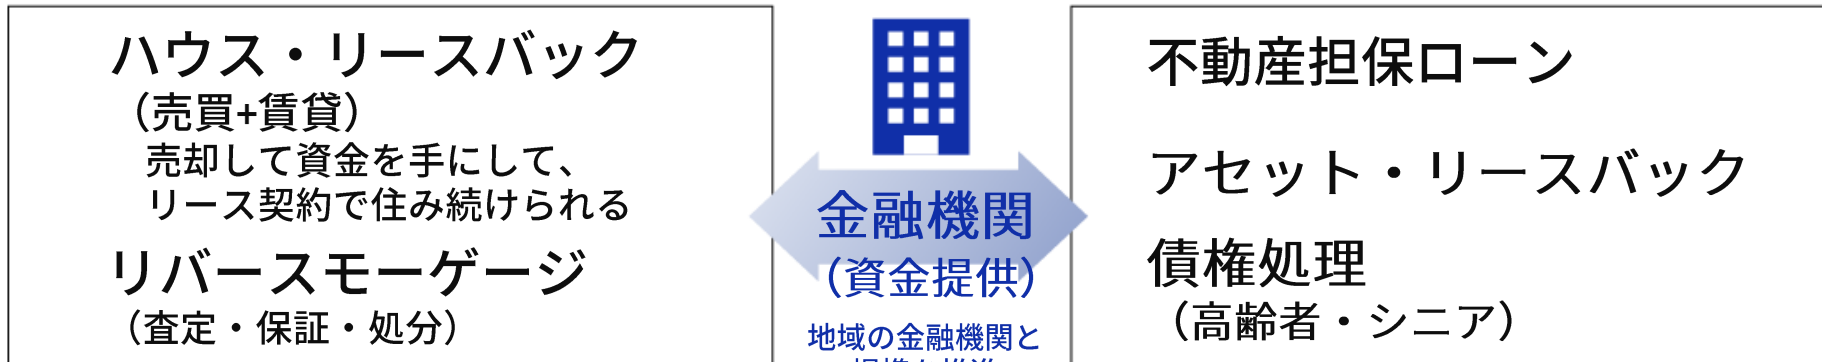 ハウス・リースバック
（売買+賃貸）
売却して資金を手にして、
リース契約で住み続けられる
リバースモーゲージ
（査定・保証・処分）
金融機関
（資金提供）
地域の金融機関と
不動産担保ローン
アセット・リースバック
債権処理
（高齢者・シニア）